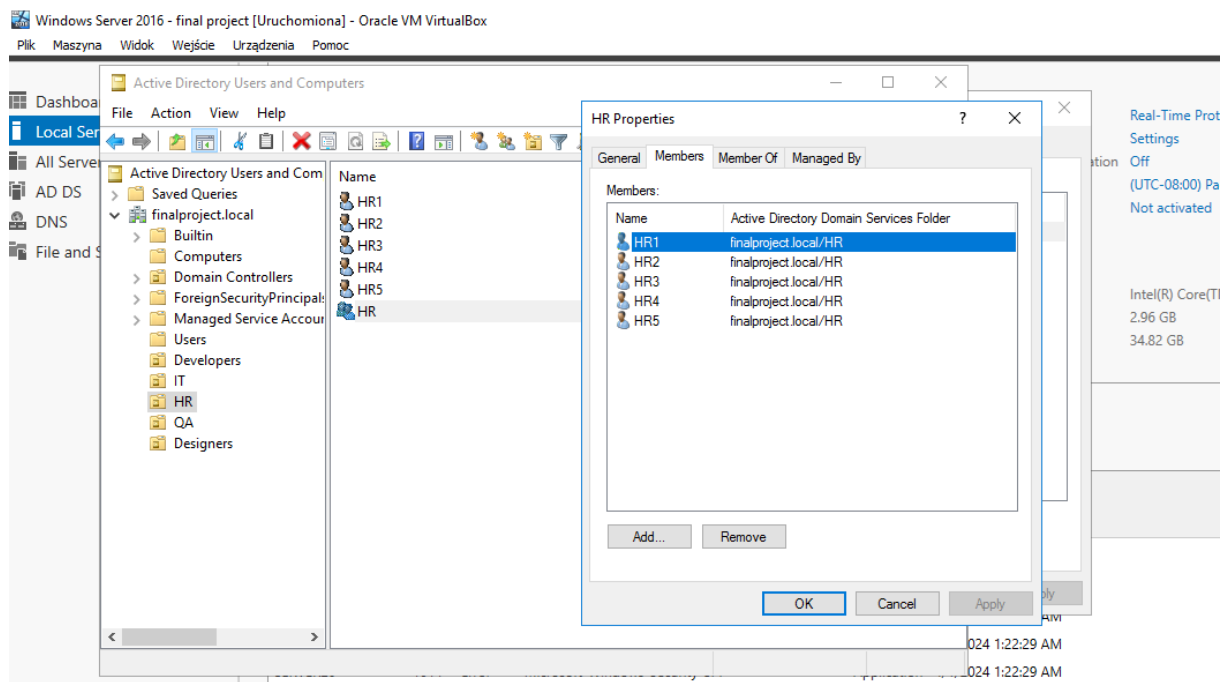 Windows Server 2016 - final project [Uruchomiona] - Oracle VM VirtualBox
Plik Maszyna Widok Wejście Urządzenia Pomoc
Dashboa
Local Ser
All Server
AD DS
DNS
File and S
Active Directory Users and Computers
File Action View Help
Active Directory Users and Com
Saved Queries
finalproject.local
Builtin
Computers
Domain Controllers
ForeignSecurityPrincipals
Managed Service Accour
Users
Developers
IT
HR
QA
Designers
Name
HR1
HR2
HR3
HR4
HR5
HR
HR Properties
General Members Member Of Managed By
Members:
Name Active Directory Domain Services Folder
HR1 finalproject.local/HR
HR2 finalproject.local/HR
HR3 finalproject.local/HR
HR4 finalproject.local/HR
HR5 finalproject.local/HR
Add... Remove
OK Cancel Apply
Real-Time Prot
Settings
ation Off
(UTC-08:00) Pa
Not activated
Intel(R) Core(T
2.96 GB
34.82 GB
ply
AM
024 1:22:29 AM
024 1:22:29 AM